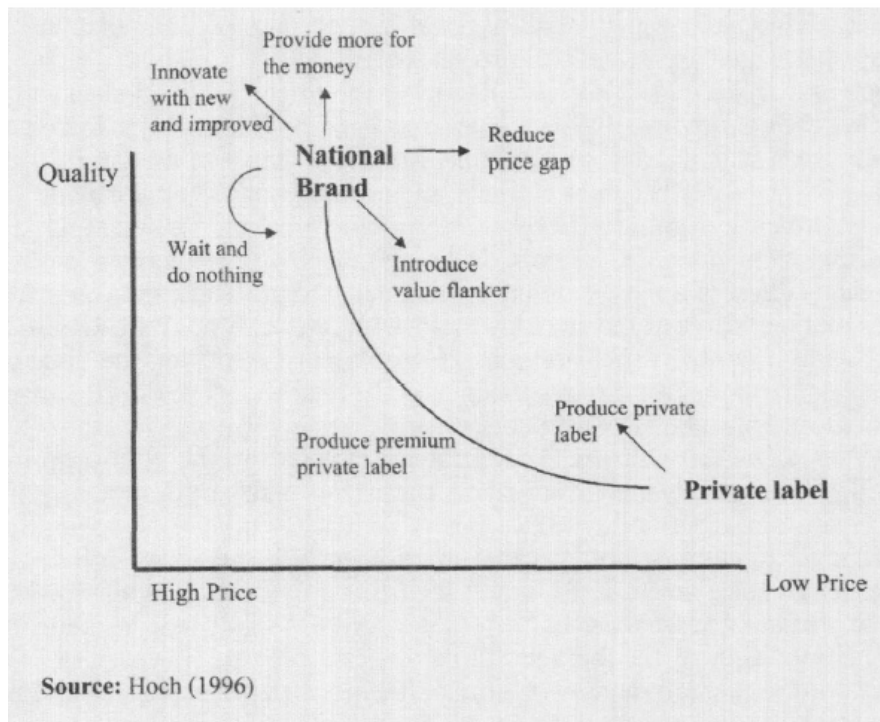 Provide more for
the money
Innovate
with new
and improved
National
Brand
Reduce
price gap
Quality
Wait and
do nothing
Introduce
value flanker
Produce private
label
Produce premium
private label
Private label
High Price
Low Price
Source: Hoch (1996)